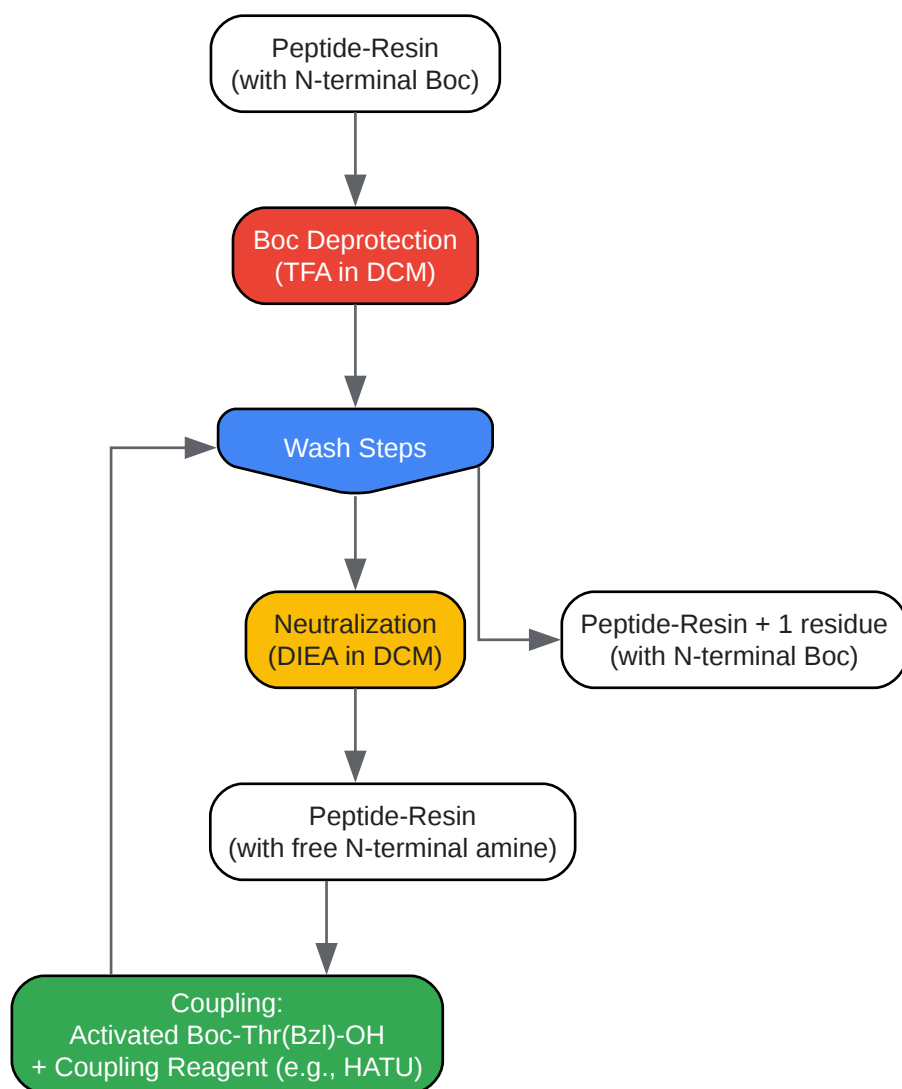 Peptide-Resin
(with N-terminal Boc)
Boc Deprotection
(TFA in DCM)
Wash Steps
Neutralization
(DIEA in DCM)
Peptide-Resin + 1 residue
(with N-terminal Boc)
Peptide-Resin
(with free N-terminal amine)
Coupling:
Activated Boc-Thr(Bzl)-OH
+ Coupling Reagent (e.g., HATU)